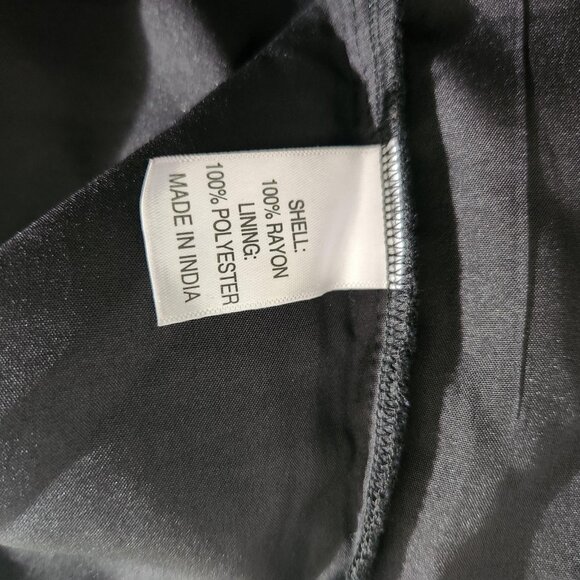 SHELL:
100% RAYON
LINING:
100% POLYESTER
MADE IN INDIA